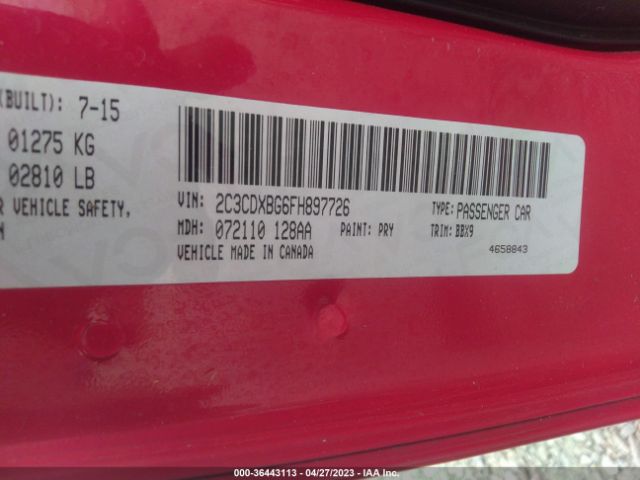 (BUILT): 7-15
01275 KG
02810 LB
R VEHICLE SAFETY,
N
VIN: 2C3CDXBG6FH897726 TYPE: PASSENGER CAR
MDH: 072110 128AA PAINT: PRY TRIM: BBX9
VEHICLE MADE IN CANADA 4658843
000-36443113 - 04/27/2023 - IAA Inc.